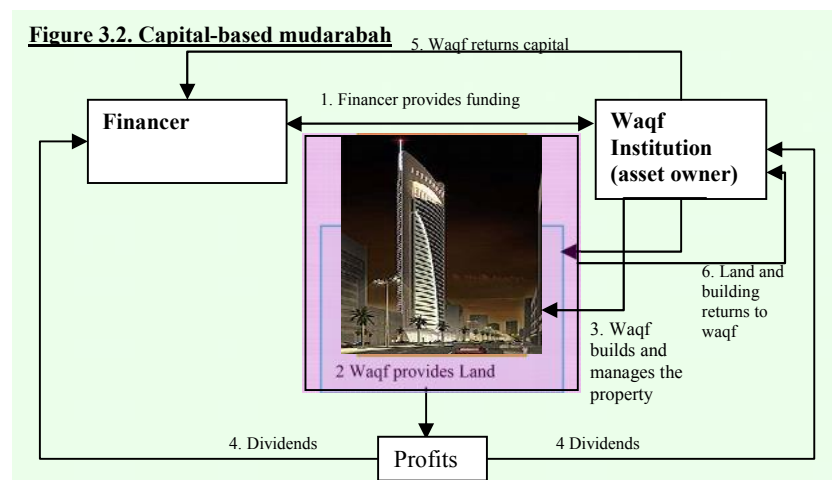 Figure 3.2. Capital-based mudarabah
5. Waqf returns capital
1. Financer provides funding
Financer
Waqf
Institution
(asset owner)
6. Land and
building
returns to
waqf
3. Waqf
builds and
manages the
property
2 Waqf provides Land
4. Dividends
4 Dividends
Profits